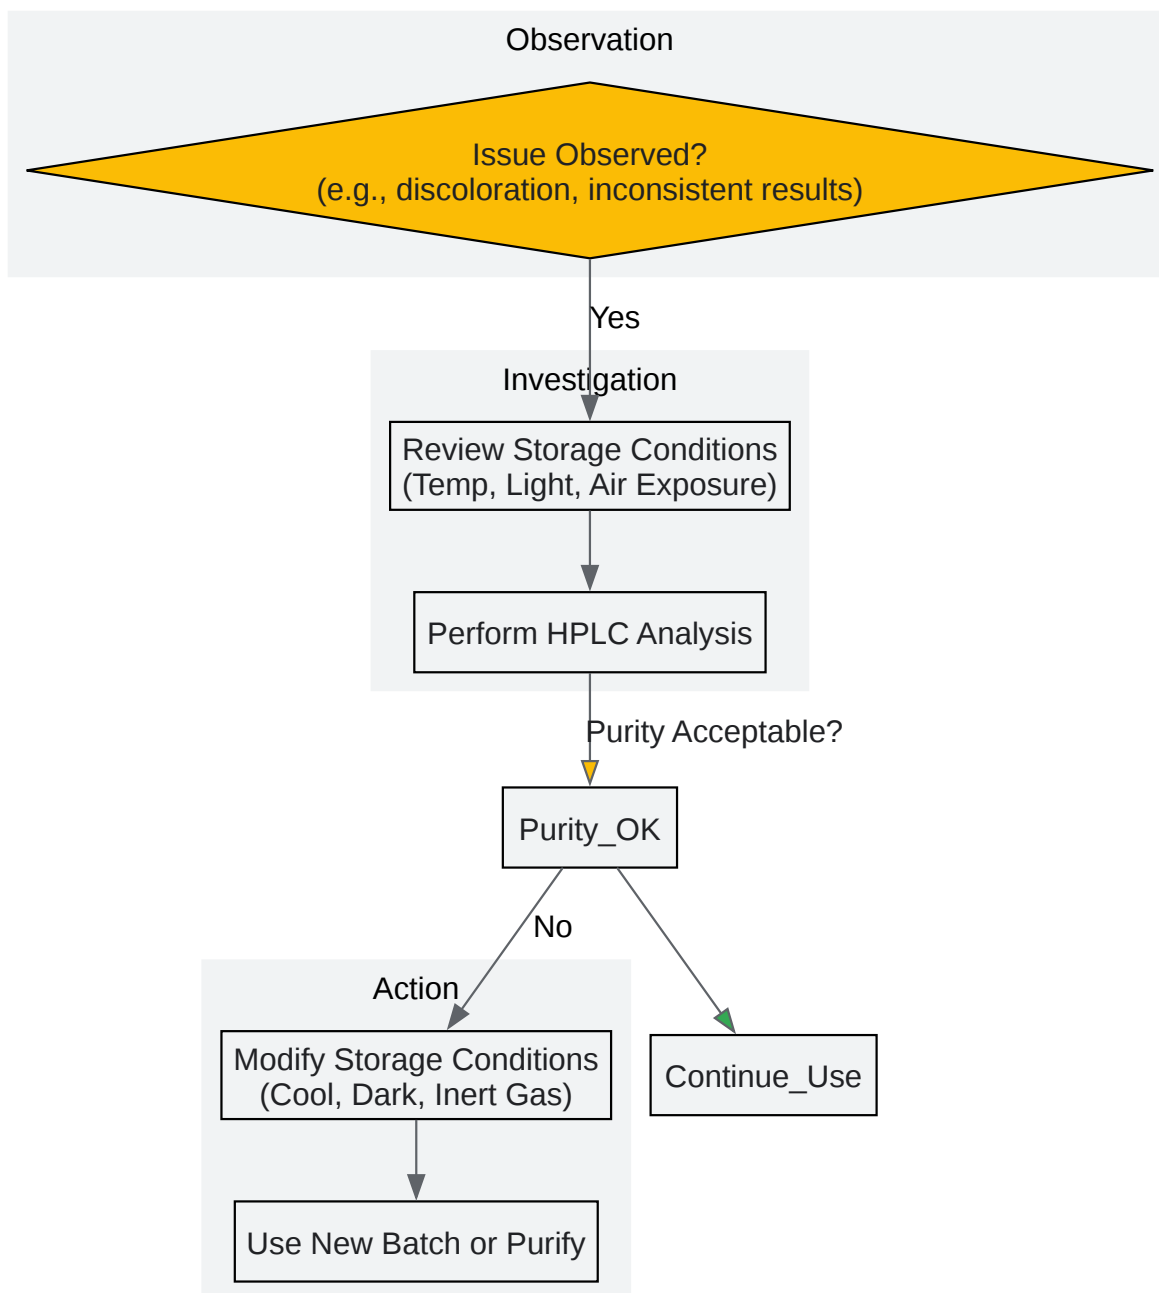 Observation
Issue Observed?
(e.g., discoloration, inconsistent results)
Yes
Investigation
Review Storage Conditions
(Temp, Light, Air Exposure)
Perform HPLC Analysis
Purity Acceptable?
Purity_OK
No
Action
Modify Storage Conditions
(Cool, Dark, Inert Gas)
Continue_Use
Use New Batch or Purify